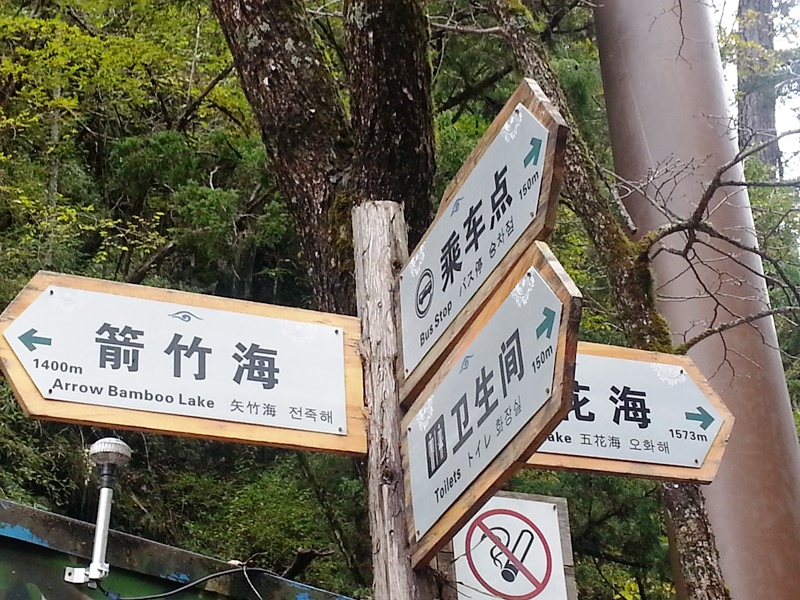 箭竹海
1400m
Arrow Bamboo Lake 矢竹海 전죽해
乘车点
150m
Bus Stop バス停 승차점
卫生间
150m
Toilets トイレ 화장실
花海
1573m
ake 五花海 오화해